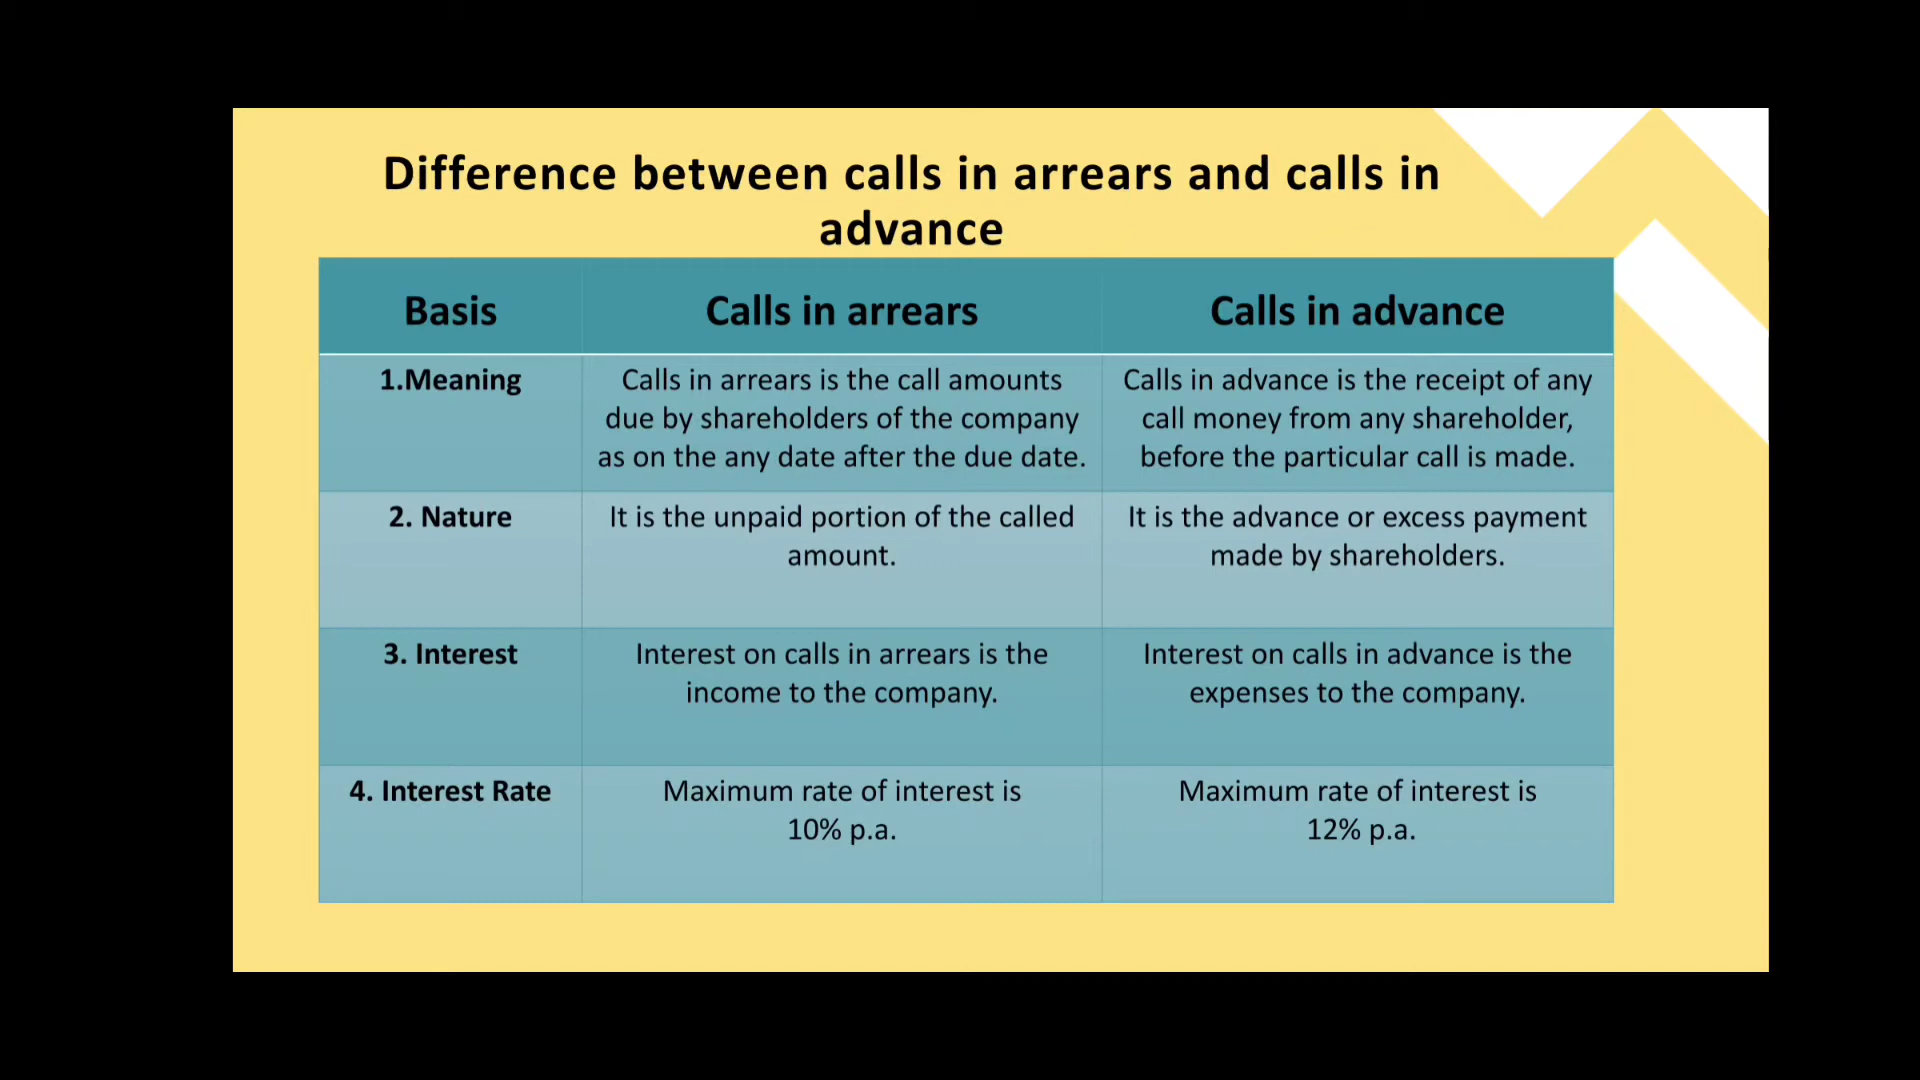 Difference between calls in arrears and calls in
advance
Basis
Calls in arrears
Calls in advance
1.Meaning
Calls in arrears is the call amounts
due by shareholders of the company
as on the any date after the due date.
Calls in advance is the receipt of any
call money from any shareholder,
before the particular call is made.
2. Nature
It is the unpaid portion of the called
amount.
It is the advance or excess payment
made by shareholders.
3. Interest
Interest on calls in arrears is the
income to the company.
Interest on calls in advance is the
expenses to the company.
4. Interest Rate
Maximum rate of interest is
10% p.a.
Maximum rate of interest is
12% p.a.